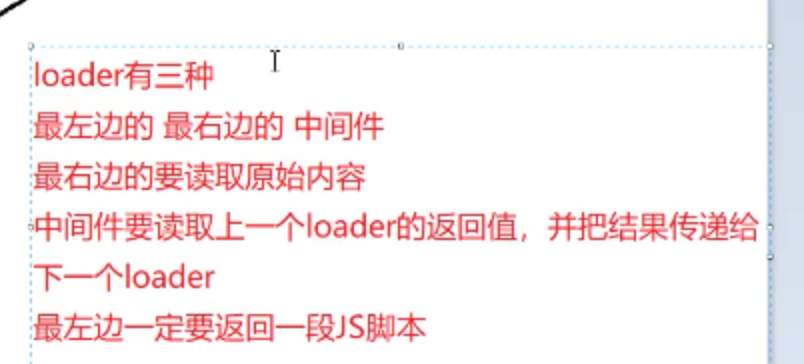 loader有三种
最左边的 最右边的 中间件
最右边的要读取原始内容
中间件要读取上一个loader的返回值，并把结果传递给
下一个loader
最左边一定要返回一段JS脚本